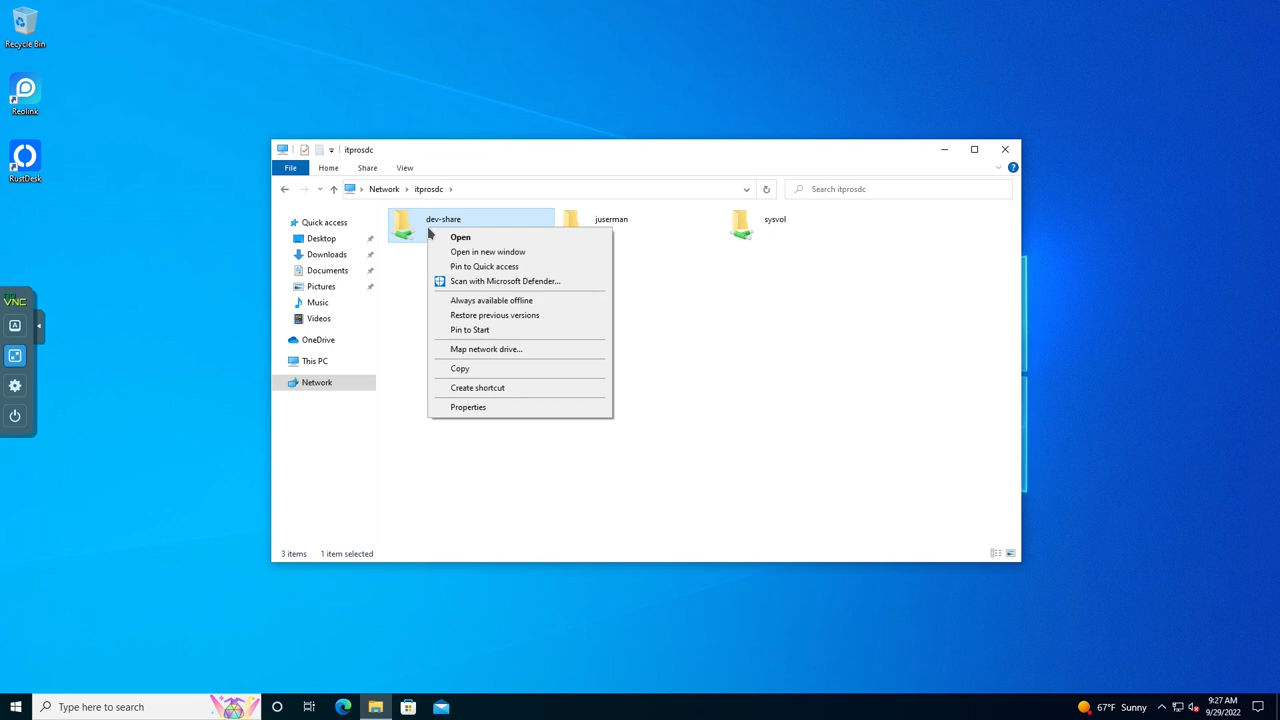 Recycle Bin
Reolink
RustDesk
itprosdc
File
Home
Share
View
Network
itprosdc
Search itprosdc
Quick access
Desktop
Downloads
Documents
Pictures
Music
Videos
OneDrive
This PC
Network
dev-share
juserman
sysvol
Open
Open in new window
Pin to Quick access
Scan with Microsoft Defender...
Always available offline
Restore previous versions
Pin to Start
Map network drive...
Copy
Create shortcut
Properties
3 items
1 item selected
VNC
A
Type here to search
67°F Sunny
9:27 AM
9/29/2022